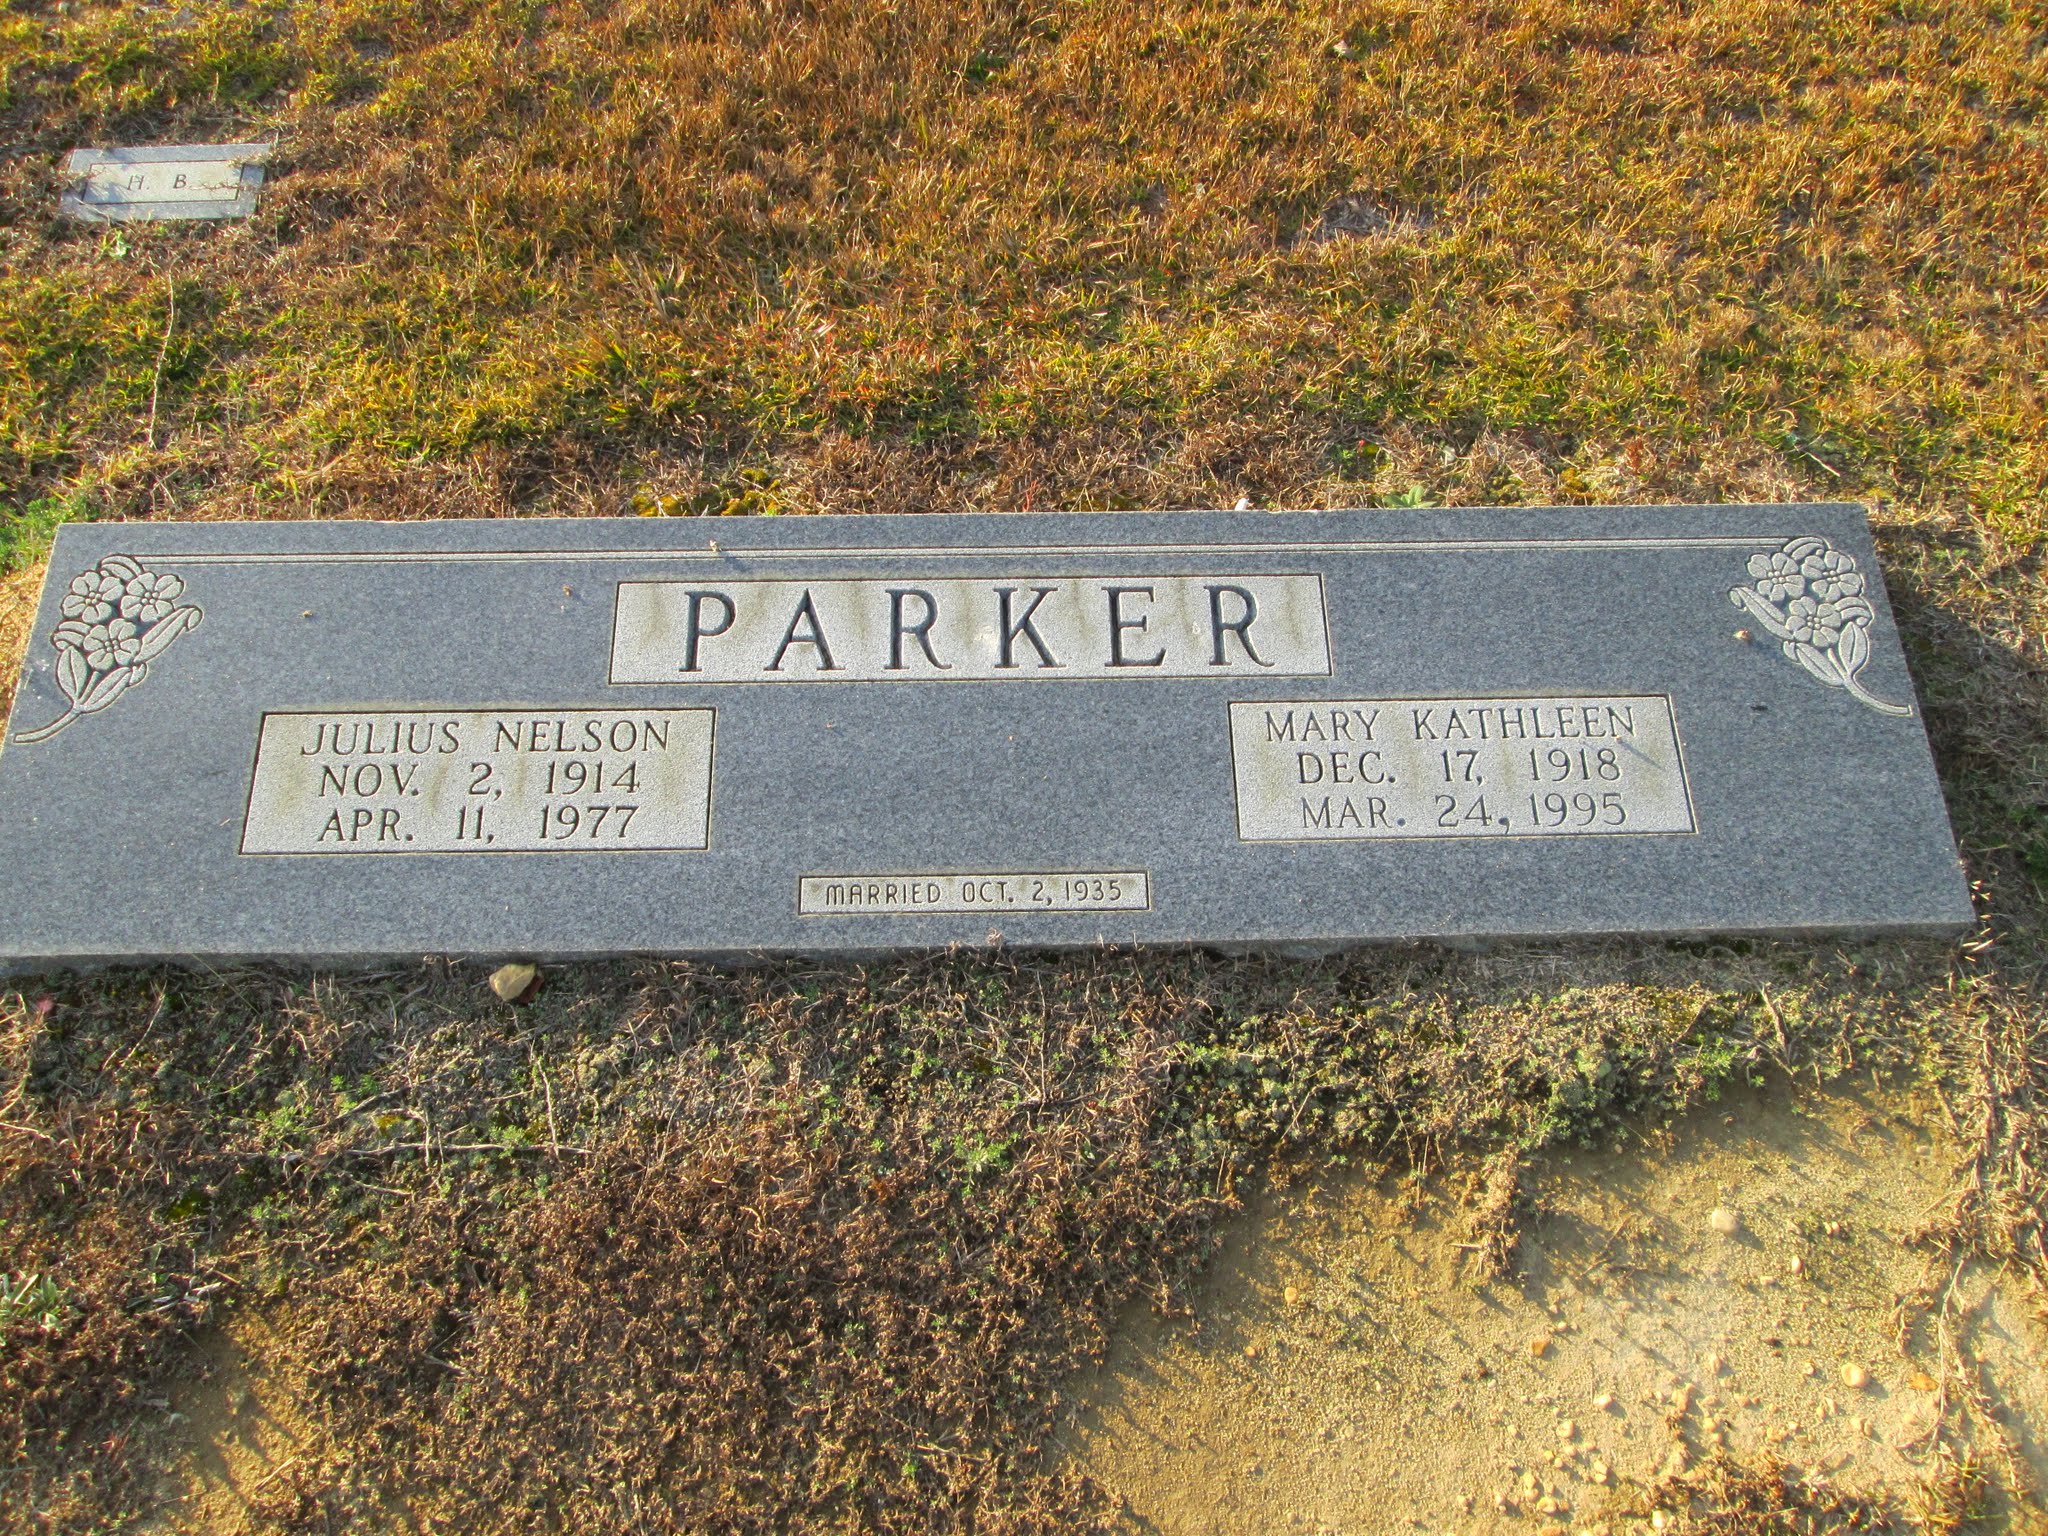 H. B.
PARKER
JULIUS NELSON
NOV. 2, 1914
APR. 11, 1977
MARY KATHLEEN
DEC. 17, 1918
MAR. 24, 1995
MARRIED OCT. 2, 1935